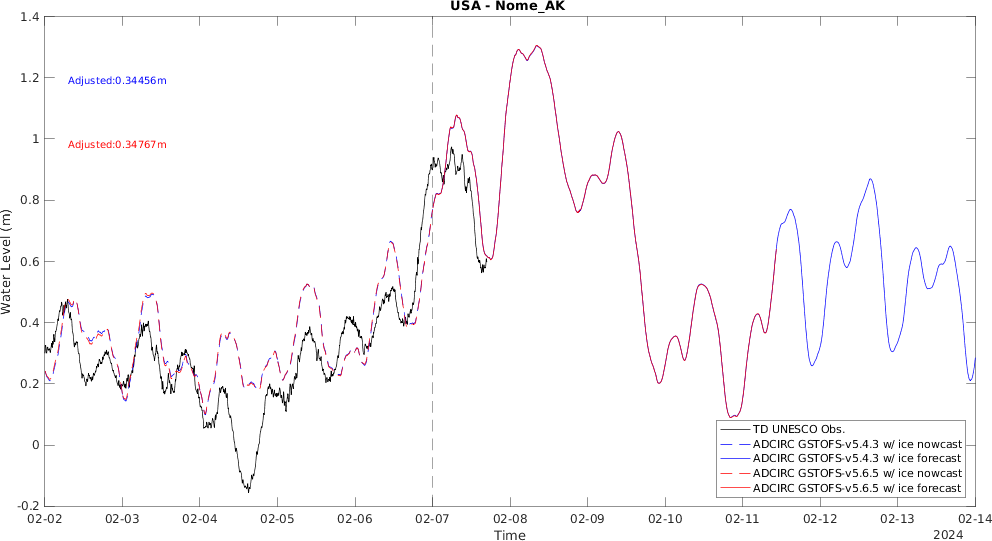 USA - Nome_AK
1.4
1.2
1
0.8
0.6
0.4
0.2
0
-0.2
Water Level (m)
Adjusted:0.34456m
Adjusted:0.34767m
TD UNESCO Obs.
ADCIRC GSTOFS-v5.4.3 w/ ice nowcast
ADCIRC GSTOFS-v5.4.3 w/ ice forecast
ADCIRC GSTOFS-v5.6.5 w/ ice nowcast
ADCIRC GSTOFS-v5.6.5 w/ ice forecast
02-02 02-03 02-04 02-05 02-06 02-07 02-08 02-09 02-10 02-11 02-12 02-13 02-14
Time
2024